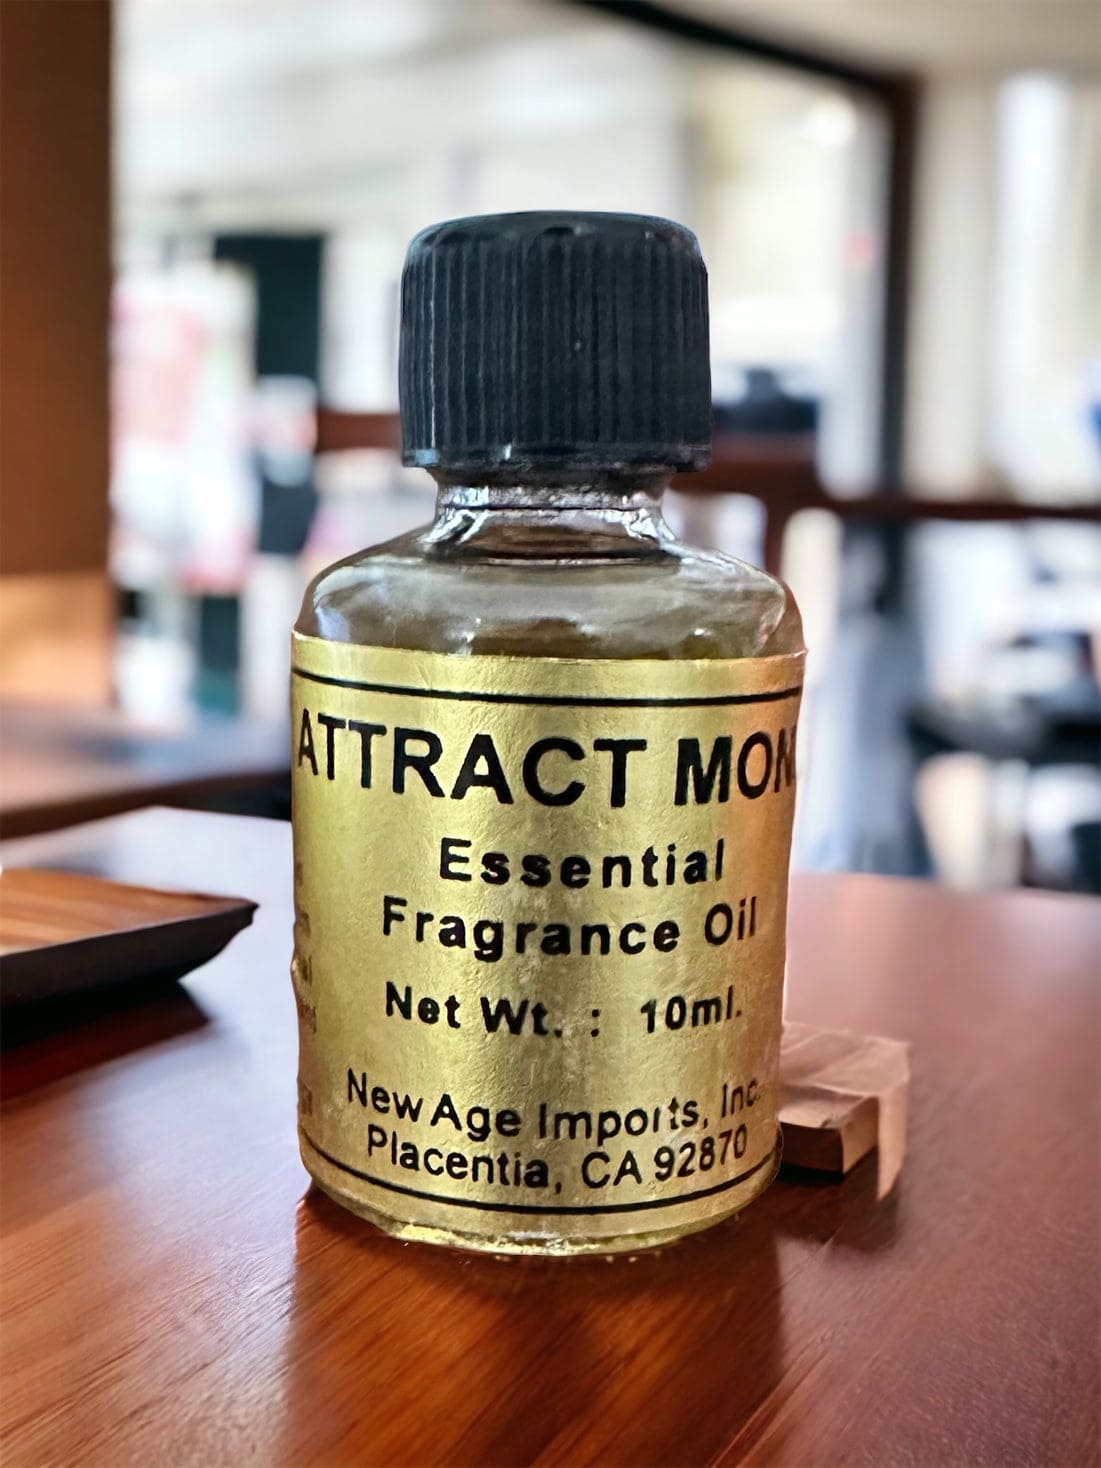 ATTRACT MON
Essential
Fragrance Oil
Net Wt. : 10ml.
New Age Imports, Inc.
Placentia, CA 92870